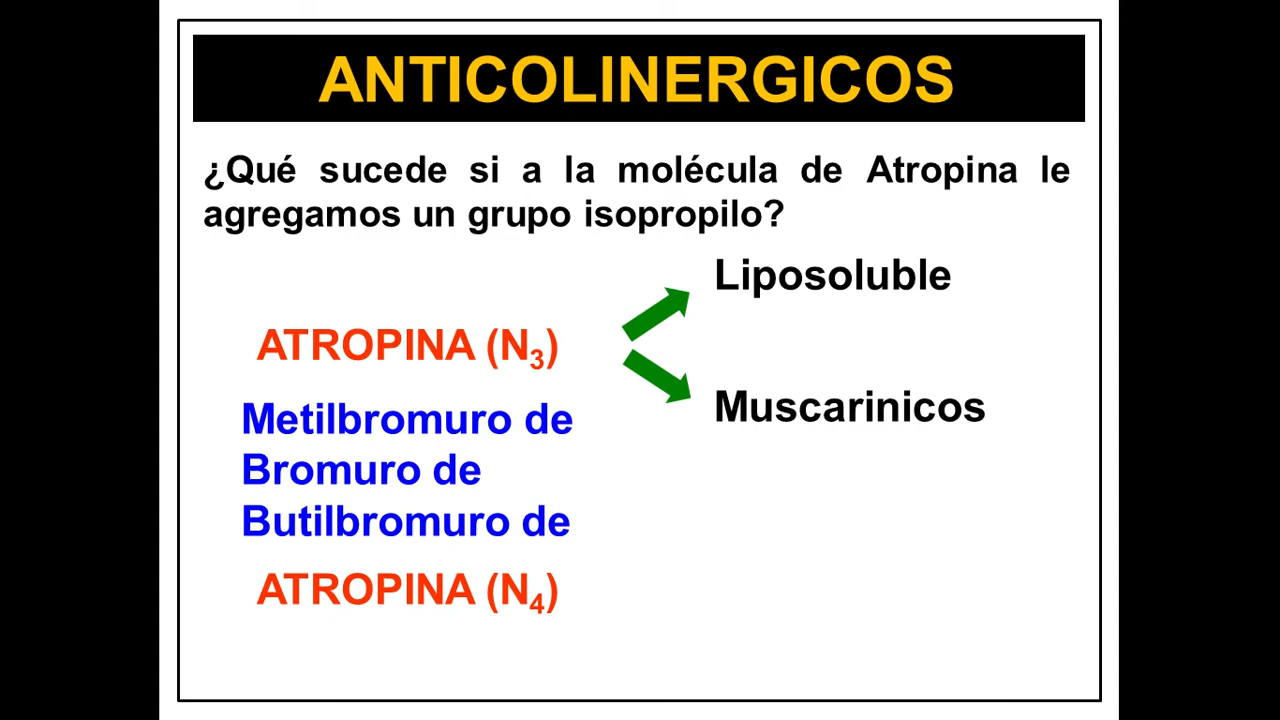 ANTICOLINERGICOS
¿Qué sucede si a la molécula de Atropina le
agregamos un grupo isopropilo?
Liposoluble
ATROPINA (N₃)
Muscarinicos
Metilbromuro de
Bromuro de
Butilbromuro de
ATROPINA (N₄)